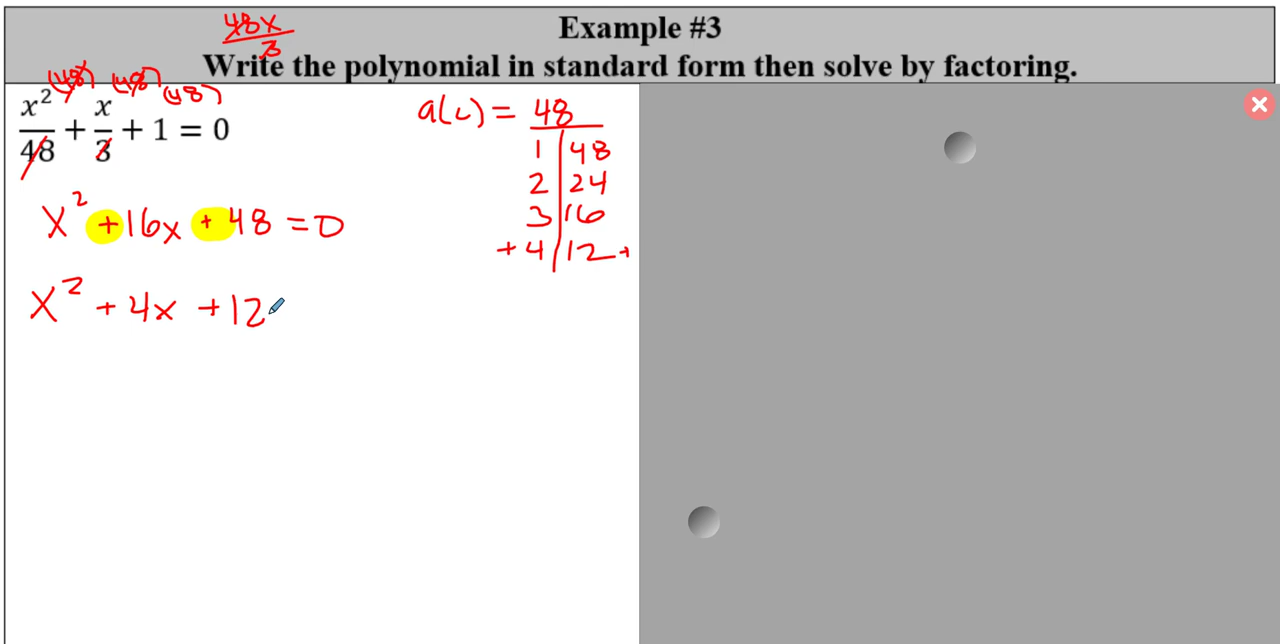 Example #3
Write the polynomial in standard form then solve by factoring.
48x/3
(48) (48) (48)
x²/48 + x/3 + 1 = 0
x² + 16x + 48 = 0
x² + 4x + 12
a(c) = 48
1 | 48
2 | 24
3 | 16
+ 4 | 12 +